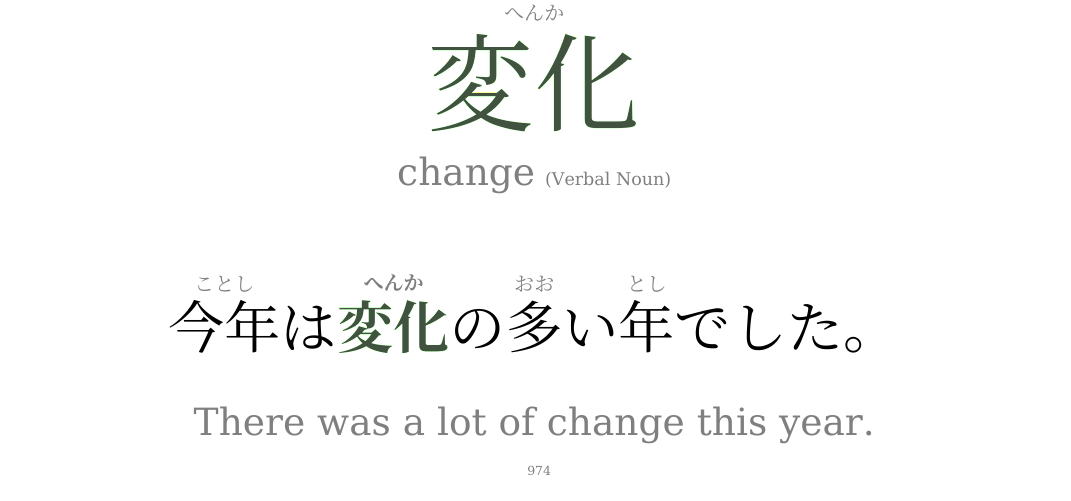 へんか
変化
change (Verbal Noun)
ことし へんか おお とし
今年は変化の多い年でした。
There was a lot of change this year.
974